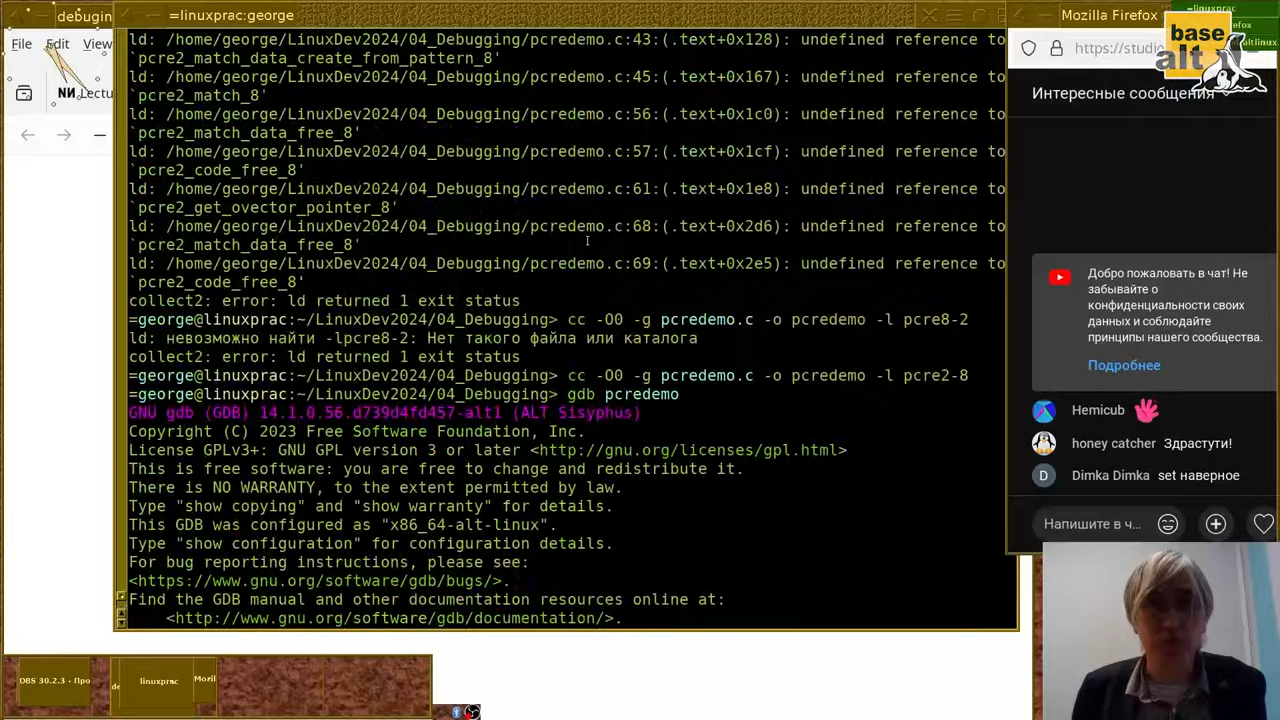 debugin
=linuxprac:george
Mozilla Firefox
=linuxprac
File Edit View
Lectu
https://studio
base
alt
Интересные сообщения
ld: /home/george/LinuxDev2024/04_Debugging/pcredemo.c:43:(.text+0x128): undefined reference to
`pcre2_match_data_create_from_pattern_8'
ld: /home/george/LinuxDev2024/04_Debugging/pcredemo.c:45:(.text+0x167): undefined reference to
`pcre2_match_8'
ld: /home/george/LinuxDev2024/04_Debugging/pcredemo.c:56:(.text+0x1c0): undefined reference to
`pcre2_match_data_free_8'
ld: /home/george/LinuxDev2024/04_Debugging/pcredemo.c:57:(.text+0x1cf): undefined reference to
`pcre2_code_free_8'
ld: /home/george/LinuxDev2024/04_Debugging/pcredemo.c:61:(.text+0x1e8): undefined reference to
`pcre2_get_ovector_pointer_8'
ld: /home/george/LinuxDev2024/04_Debugging/pcredemo.c:68:(.text+0x2d6): undefined reference to
`pcre2_match_data_free_8'
ld: /home/george/LinuxDev2024/04_Debugging/pcredemo.c:69:(.text+0x2e5): undefined reference to
`pcre2_code_free_8'
collect2: error: ld returned 1 exit status
=george@linuxprac:~/LinuxDev2024/04_Debugging> cc -O0 -g pcredemo.c -o pcredemo -l pcre8-2
ld: невозможно найти -lpcre8-2: Нет такого файла или каталога
collect2: error: ld returned 1 exit status
=george@linuxprac:~/LinuxDev2024/04_Debugging> cc -O0 -g pcredemo.c -o pcredemo -l pcre2-8
=george@linuxprac:~/LinuxDev2024/04_Debugging> gdb pcredemo
GNU gdb (GDB) 14.1.0.56.d739d4fd457-alt1 (ALT Sisyphus)
Copyright (C) 2023 Free Software Foundation, Inc.
License GPLv3+: GNU GPL version 3 or later <http://gnu.org/licenses/gpl.html>
This is free software: you are free to change and redistribute it.
There is NO WARRANTY, to the extent permitted by law.
Type "show copying" and "show warranty" for details.
This GDB was configured as "x86_64-alt-linux".
Type "show configuration" for configuration details.
For bug reporting instructions, please see:
<https://www.gnu.org/software/gdb/bugs/>.
Find the GDB manual and other documentation resources online at:
<http://www.gnu.org/software/gdb/documentation/>.
Добро пожаловать в чат! Не
забывайте о
конфиденциальности своих
данных и соблюдайте
принципы нашего сообщества.
Подробнее
Hemicub
honey catcher Здрастути!
D Dimka Dimka set наверное
Напишите в ч...
OBS 30.2.3 - Про
linuxprac
Mozil